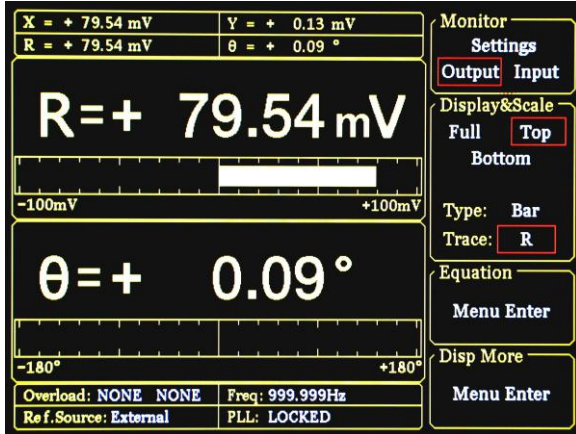 X = + 79.54 mV
Y = + 0.13 mV
R = + 79.54 mV
θ = + 0.09 °
R=+ 79.54 mV
-100mV
+100mV
θ=+ 0.09 °
-180°
+180°
Overload: NONE NONE
Freq: 999.999Hz
Ref.Source: External
PLL: LOCKED
Monitor
Settings
Output Input
Display&Scale
Full Top
Bottom
Type: Bar
Trace: R
Equation
Menu Enter
Disp More
Menu Enter